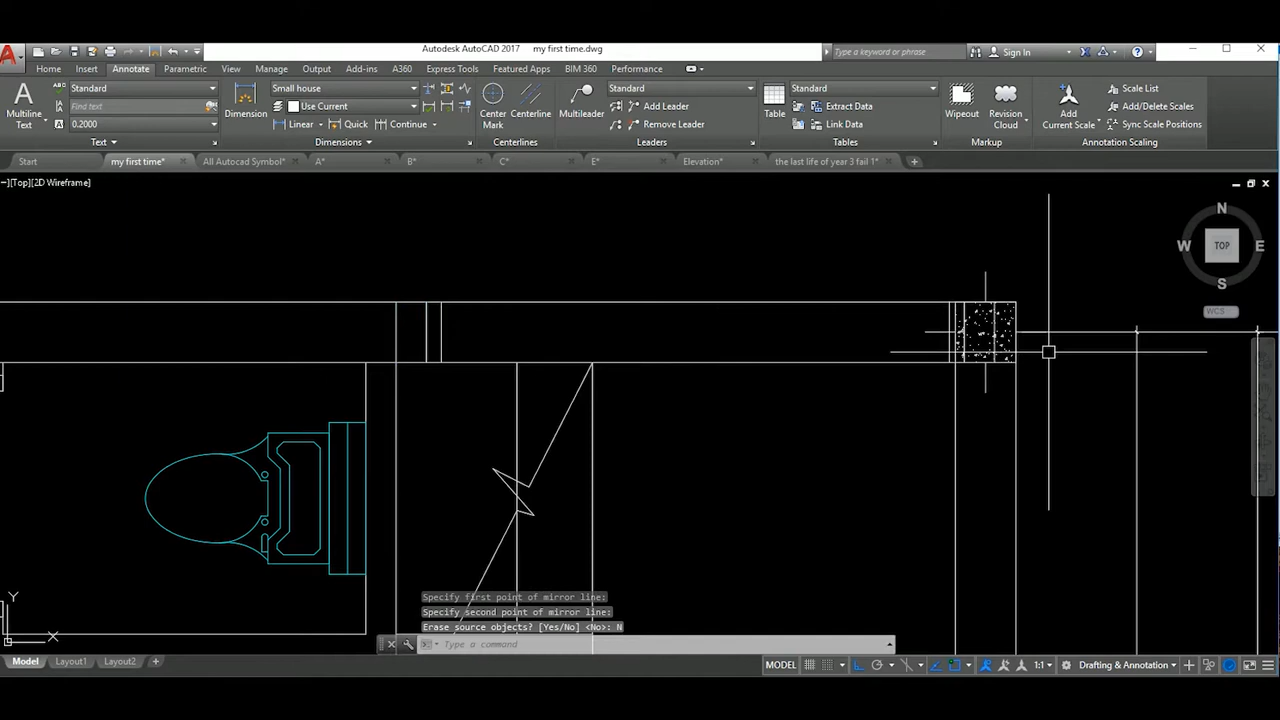 Autodesk AutoCAD 2017 my first time.dwg
Type a keyword or phrase
Sign In
Home Insert Annotate Parametric View Manage Output Add-ins A360 Express Tools Featured Apps BIM 360 Performance
A
Multiline
Text
ABC
Standard
Find text
0.2000
Text
Dimension
Small house
Use Current
Linear Quick Continue
Dimensions
Center
Mark
Centerline
Centerlines
Multileader
Standard
Add Leader
Remove Leader
Leaders
Table
Standard
Extract Data
Link Data
Tables
Wipeout
Revision
Cloud
Markup
Add
Current Scale
Scale List
Add/Delete Scales
Sync Scale Positions
Annotation Scaling
Start my first time* All Autocad Symbol* A* B* C* E* Elevation* the last life of year 3 fail 1*
–][Top][2D Wireframe]
N
W TOP E
S
WCS
Y
X
Specify first point of mirror line:
Specify second point of mirror line:
Erase source objects? [Yes/No] <No>: N
Type a command
Model Layout1 Layout2 +
MODEL 1:1 Drafting & Annotation